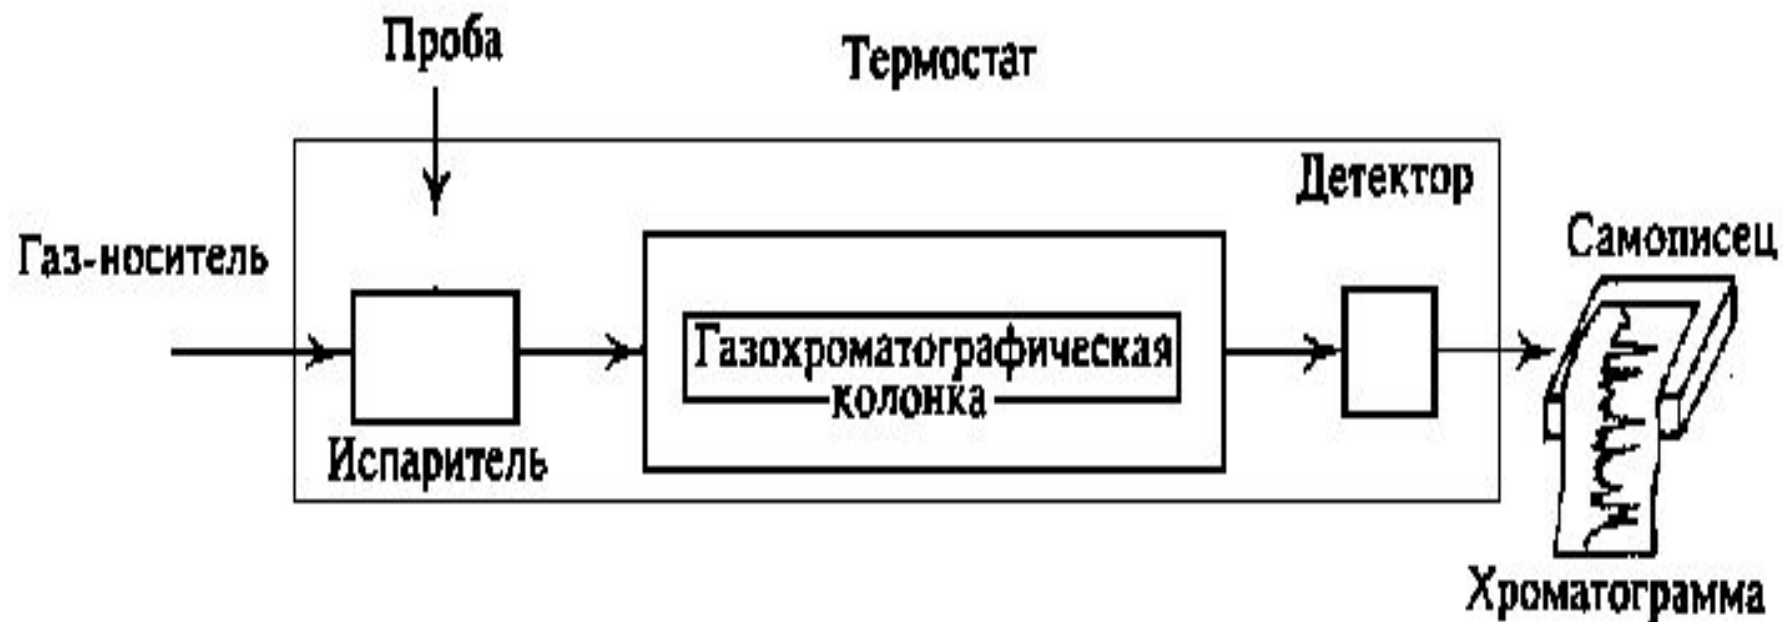 Проба
Термостат
Детектор
Газ-носитель
Самописец
Газохроматографическая
колонка
Испаритель
Хроматограмма